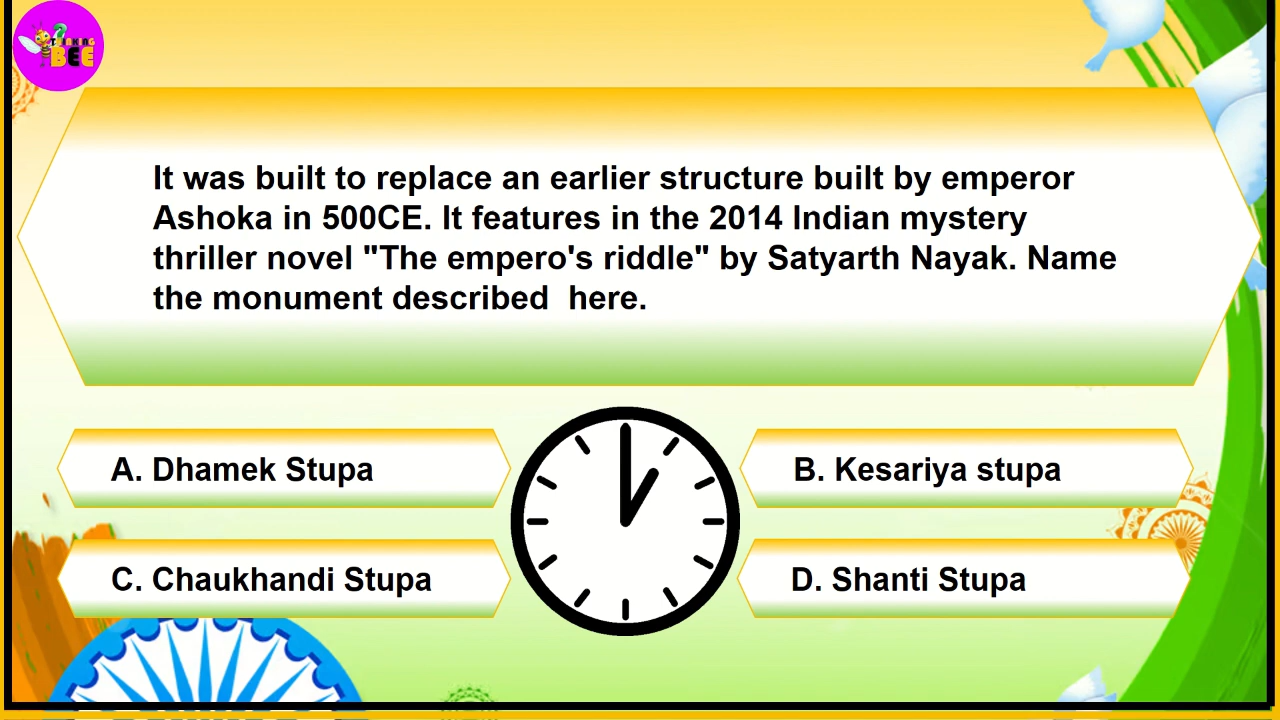 THINKING
BEE
It was built to replace an earlier structure built by emperor
Ashoka in 500CE. It features in the 2014 Indian mystery
thriller novel "The empero's riddle" by Satyarth Nayak. Name
the monument described  here.
A. Dhamek Stupa
B. Kesariya stupa
C. Chaukhandi Stupa
D. Shanti Stupa